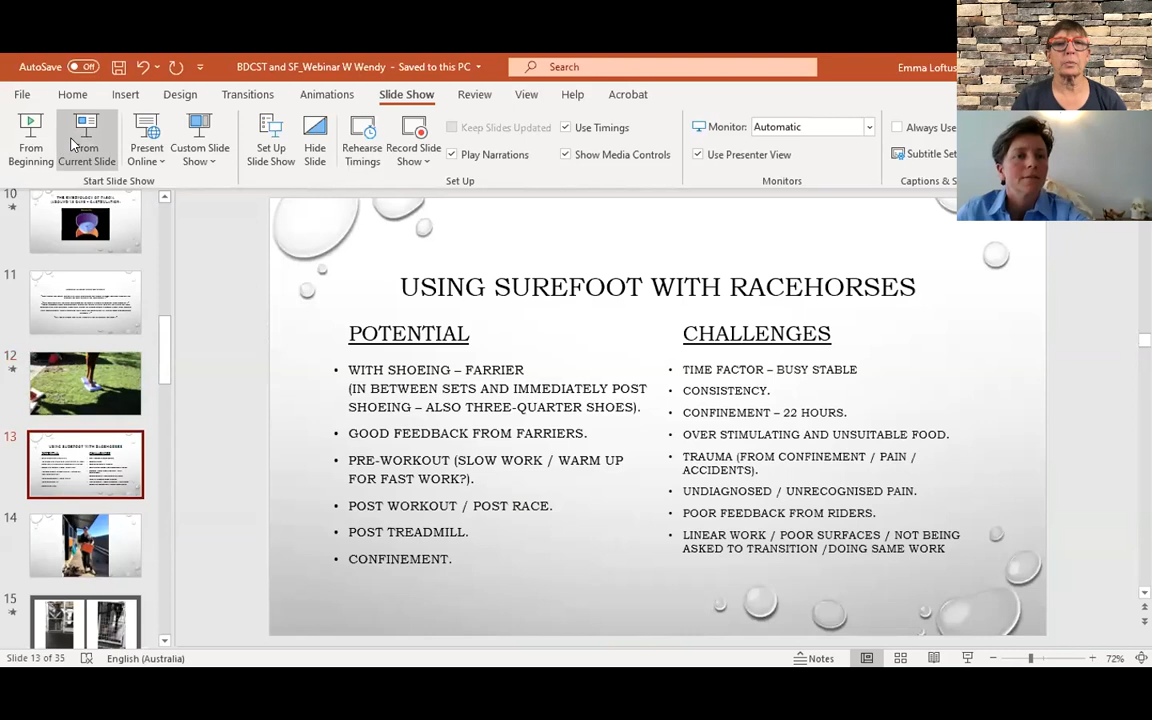 AutoSave Off
BDCST and SF_Webinar W Wendy - Saved to this PC
Search
Emma Loftus
File Home Insert Design Transitions Animations Slide Show Review View Help Acrobat
From Beginning
From Current Slide
Present Online
Custom Slide Show
Set Up Slide Show
Hide Slide
Rehearse Timings
Record Slide Show
Keep Slides Updated
Play Narrations
Use Timings
Show Media Controls
Monitor: Automatic
Use Presenter View
Always Use
Subtitle Set
Start Slide Show
Set Up
Monitors
Captions & S
10
11
12
13
14
15
USING SUREFOOT WITH RACEHORSES
POTENTIAL
• WITH SHOEING – FARRIER
(IN BETWEEN SETS AND IMMEDIATELY POST
SHOEING – ALSO THREE-QUARTER SHOES).
• GOOD FEEDBACK FROM FARRIERS.
• PRE-WORKOUT (SLOW WORK / WARM UP
FOR FAST WORK?).
• POST WORKOUT / POST RACE.
• POST TREADMILL.
• CONFINEMENT.
CHALLENGES
• TIME FACTOR – BUSY STABLE
• CONSISTENCY.
• CONFINEMENT – 22 HOURS.
• OVER STIMULATING AND UNSUITABLE FOOD.
• TRAUMA (FROM CONFINEMENT / PAIN /
ACCIDENTS).
• UNDIAGNOSED / UNRECOGNISED PAIN.
• POOR FEEDBACK FROM RIDERS.
• LINEAR WORK / POOR SURFACES / NOT BEING
ASKED TO TRANSITION /DOING SAME WORK
Slide 13 of 35
English (Australia)
Notes
72%